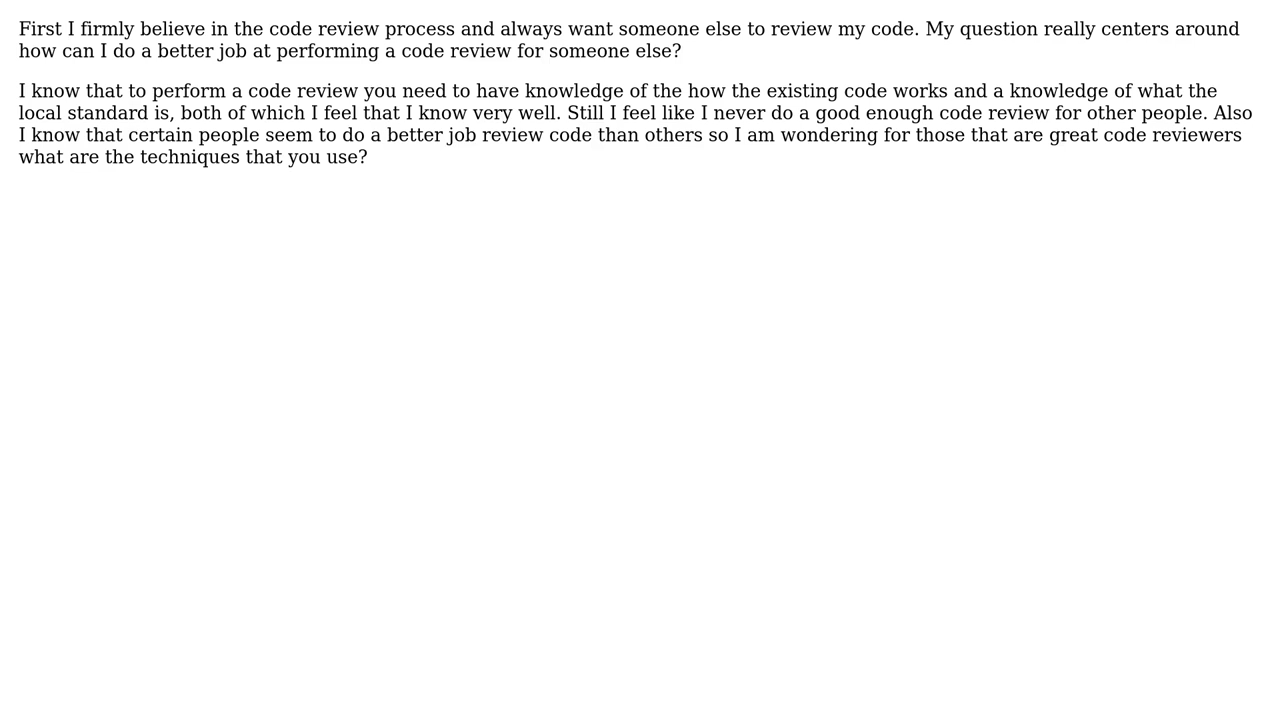 First I firmly believe in the code review process and always want someone else to review my code. My question really centers around
how can I do a better job at performing a code review for someone else?
I know that to perform a code review you need to have knowledge of the how the existing code works and a knowledge of what the
local standard is, both of which I feel that I know very well. Still I feel like I never do a good enough code review for other people. Also
I know that certain people seem to do a better job review code than others so I am wondering for those that are great code reviewers
what are the techniques that you use?